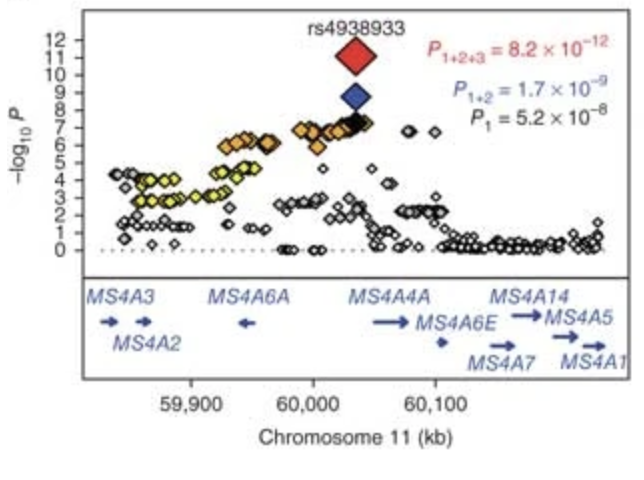 rs4938933
P1+2+3 = 8.2 × 10−12
P1+2 = 1.7 × 10−9
P1 = 5.2 × 10−8
–log10 P
12
11
10
9
8
7
6
5
4
3
2
1
0
MS4A3 MS4A6A MS4A4A MS4A14
MS4A6E MS4A5
MS4A2
MS4A7 MS4A1
59,900 60,000 60,100
Chromosome 11 (kb)